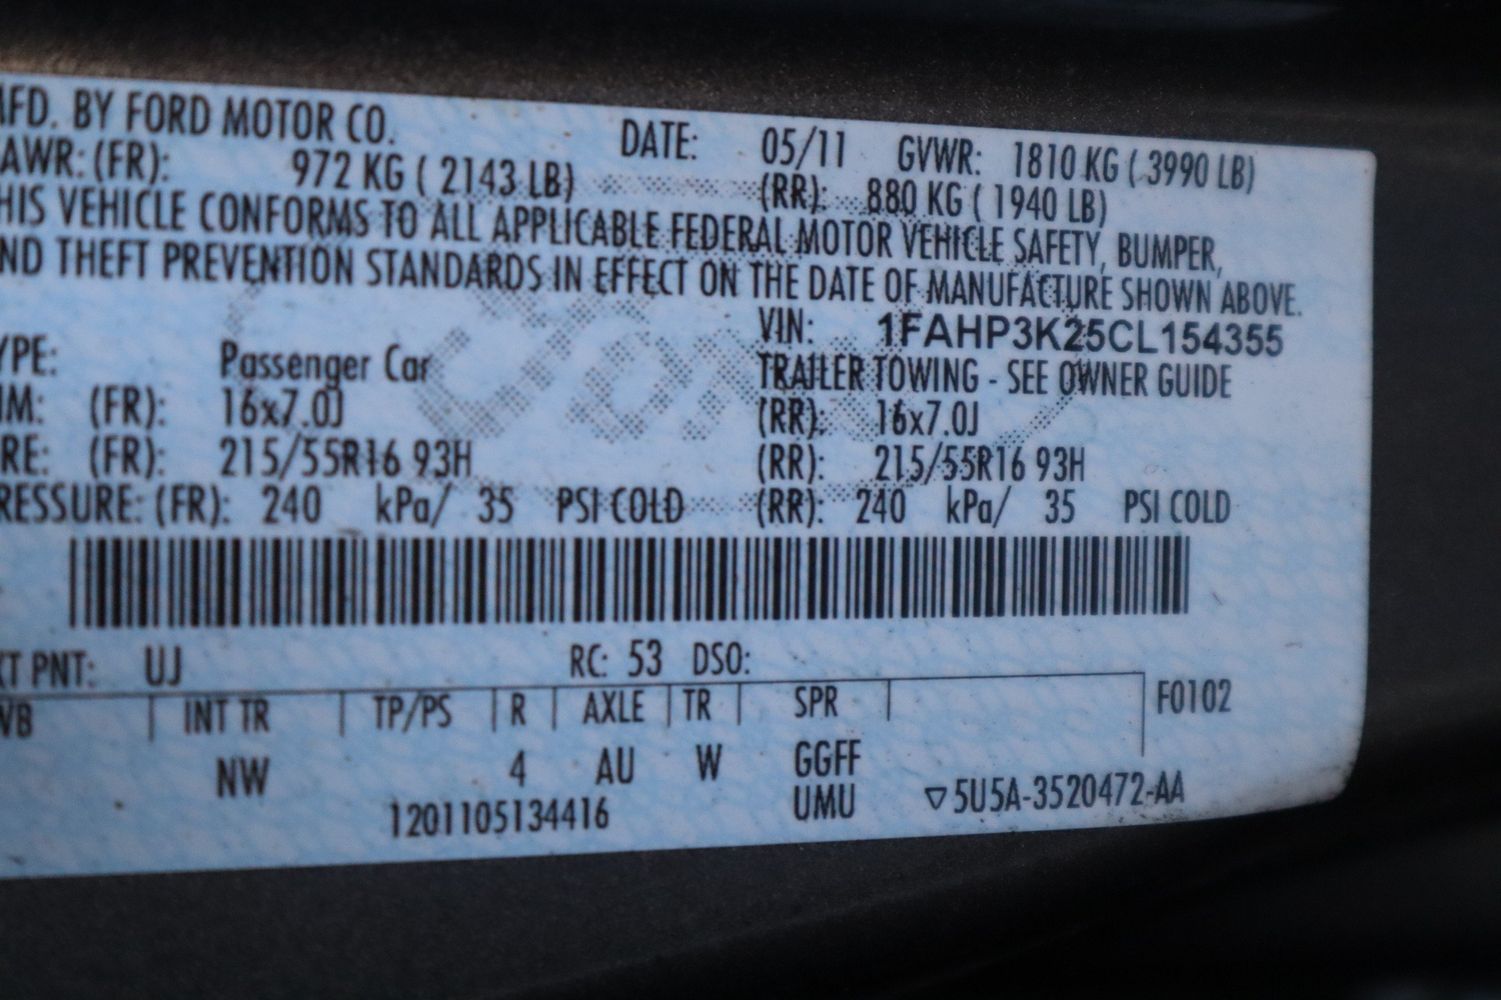 MFD. BY FORD MOTOR CO. DATE: 05/11 GVWR: 1810 KG ( 3990 LB)
AWR: (FR): 972 KG ( 2143 LB) (RR): 880 KG ( 1940 LB)
HIS VEHICLE CONFORMS TO ALL APPLICABLE FEDERAL MOTOR VEHICLE SAFETY, BUMPER,
ND THEFT PREVENTION STANDARDS IN EFFECT ON THE DATE OF MANUFACTURE SHOWN ABOVE.
VIN: 1FAHP3K25CL154355
YPE: Passenger Car TRAILER TOWING - SEE OWNER GUIDE
IM: (FR): 16x7.0J (RR): 16x7.0J
RE: (FR): 215/55R16 93H (RR): 215/55R16 93H
RESSURE: (FR): 240 kPa/ 35 PSI COLD (RR): 240 kPa/ 35 PSI COLD
XT PNT: UJ RC: 53 DSO:
WB INT TR TP/PS R AXLE TR SPR F0102
NW 4 AU W GGFF
1201105134416 UMU ▽5U5A-3520472-AA